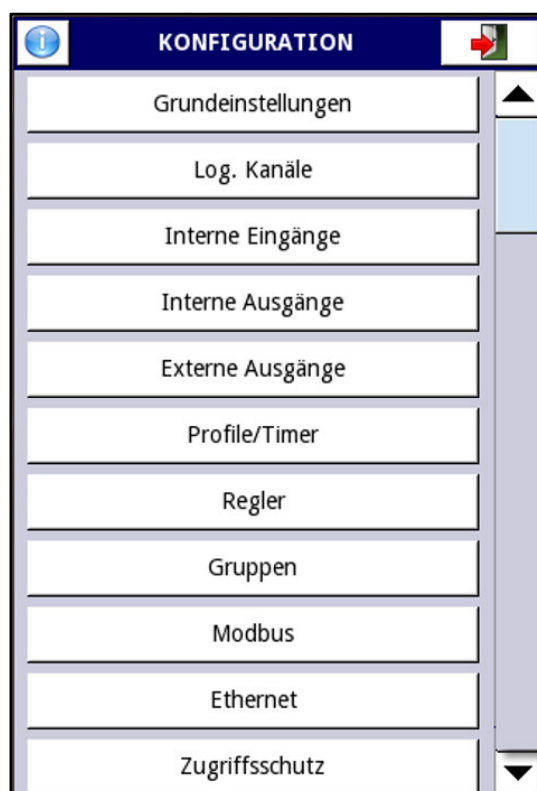 KONFIGURATION
Grundeinstellungen
Log. Kanäle
Interne Eingänge
Interne Ausgänge
Externe Ausgänge
Profile/Timer
Regler
Gruppen
Modbus
Ethernet
Zugriffsschutz